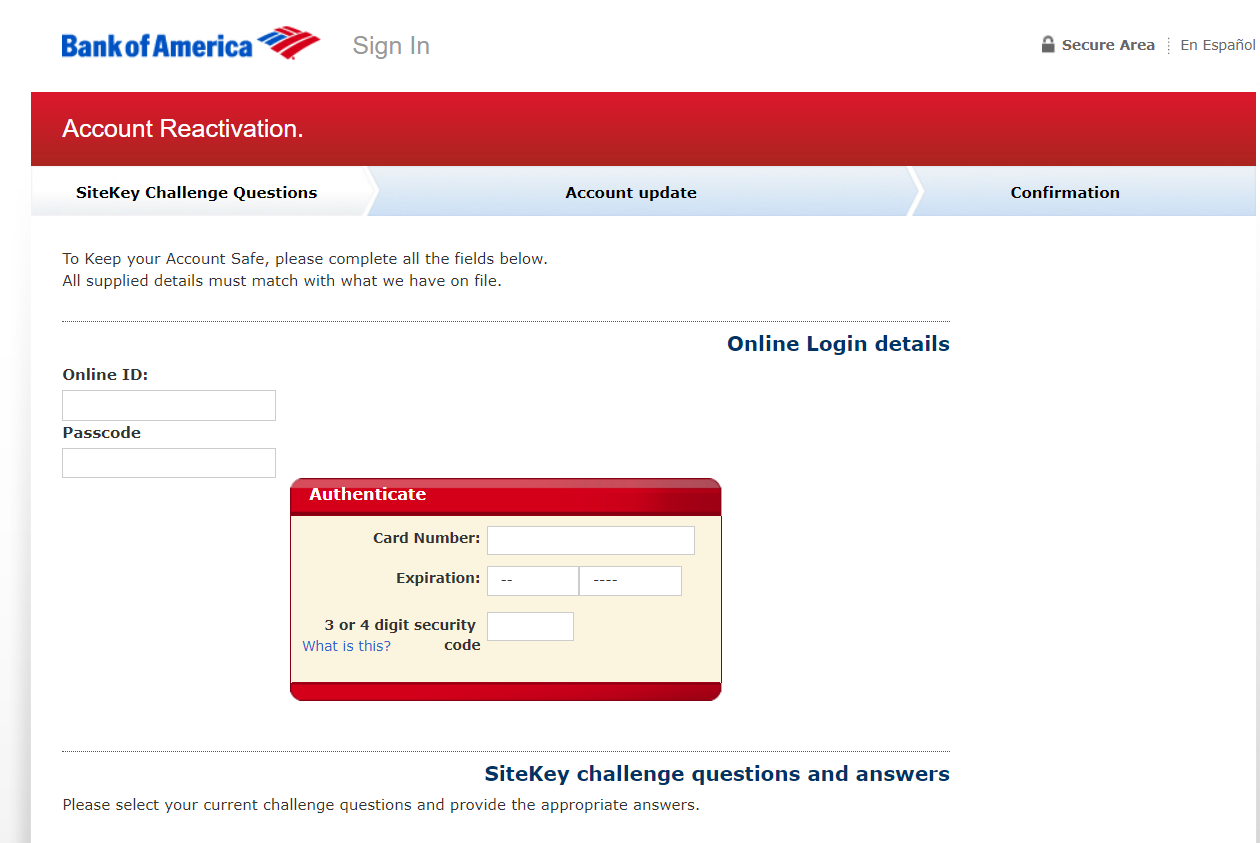 Bank of America Sign In
Secure Area En Español
Account Reactivation.
SiteKey Challenge Questions Account update Confirmation
To Keep your Account Safe, please complete all the fields below.
All supplied details must match with what we have on file.
Online Login details
Online ID:
Passcode
Authenticate
Card Number:
Expiration: -- ----
3 or 4 digit security
What is this? code
SiteKey challenge questions and answers
Please select your current challenge questions and provide the appropriate answers.